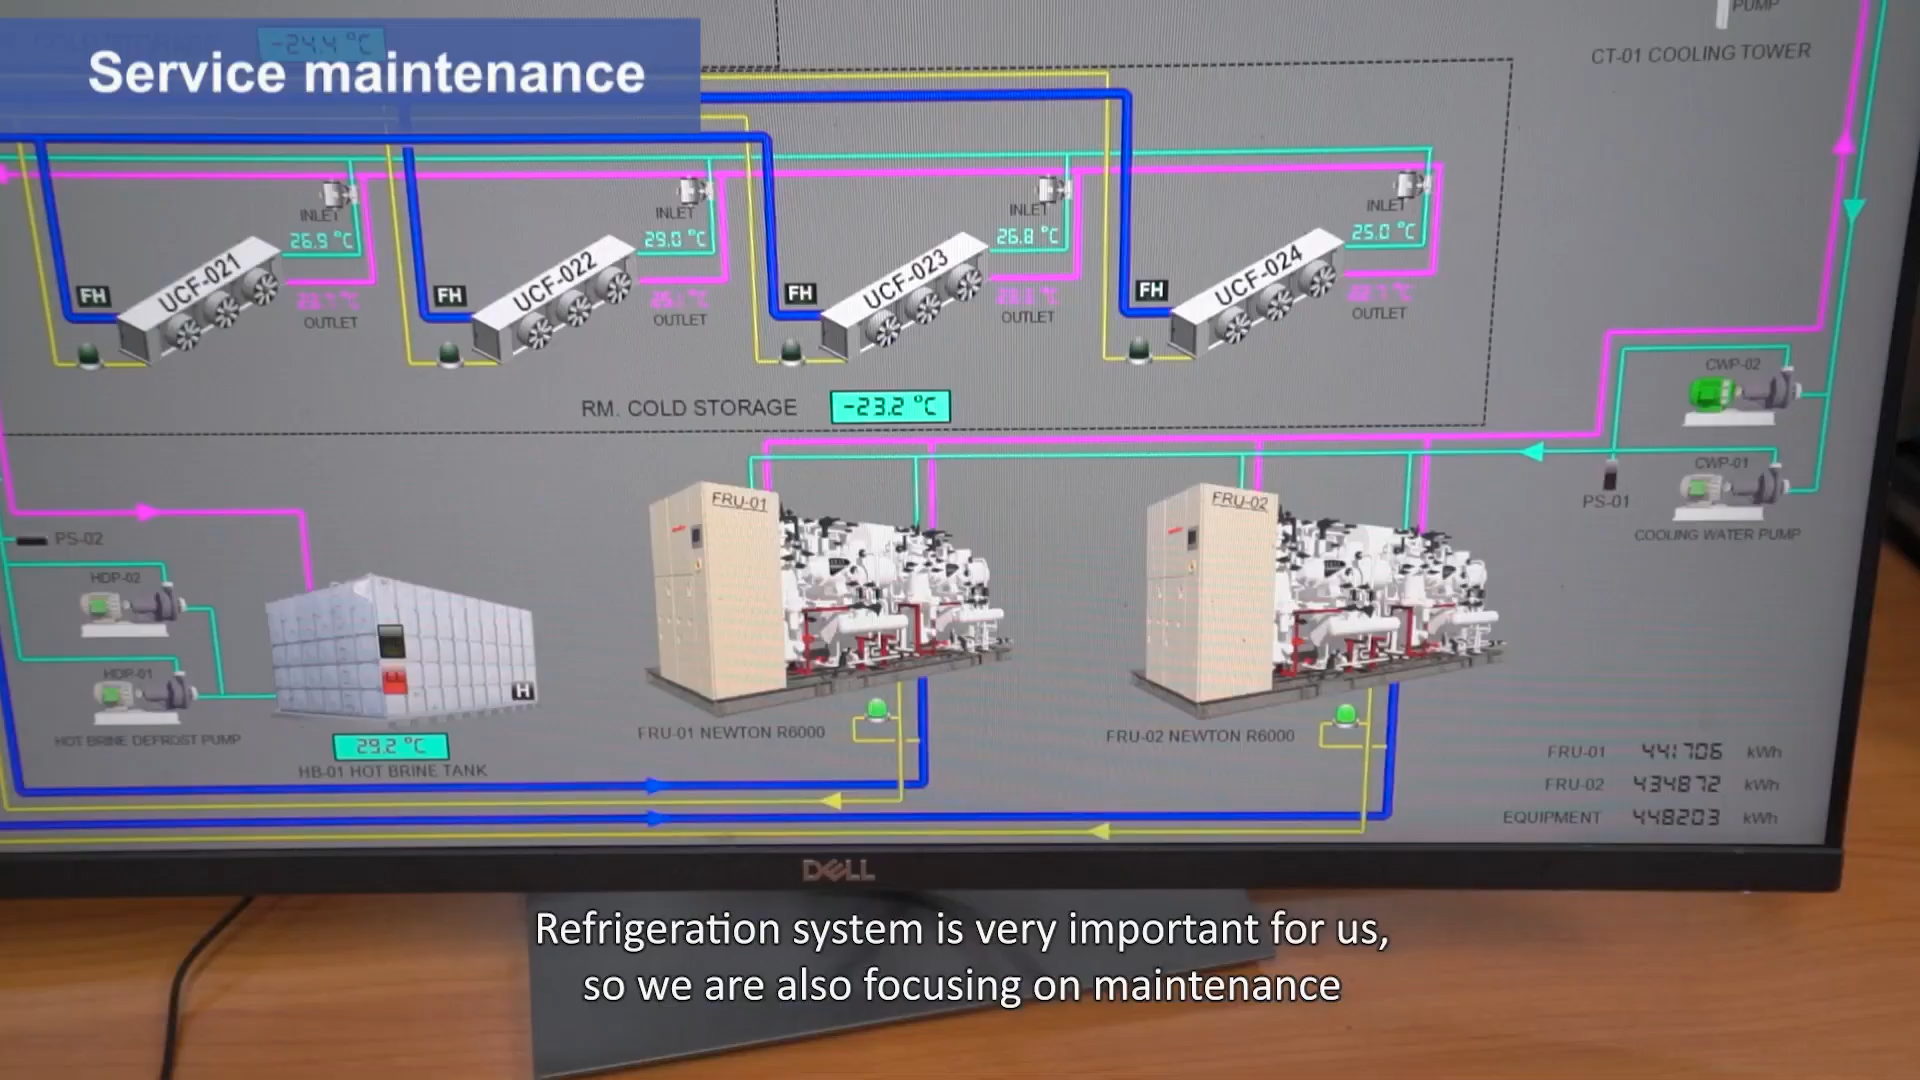 -24.4 °C
Service maintenance
PUMP
CT-01 COOLING TOWER
INLET
26.9 °C
INLET
29.0 °C
INLET
26.8 °C
INLET
25.0 °C
UCF-021
UCF-022
UCF-023
UCF-024
FH
FH
FH
FH
OUTLET
OUTLET
OUTLET
OUTLET
RM. COLD STORAGE
-23.2 °C
CWP-02
CWP-01
PS-01
COOLING WATER PUMP
FRU-01
FRU-02
PS-02
HDP-02
HDP-01
H
HOT BRINE DEFROST PUMP
29.2 °C
HB-01 HOT BRINE TANK
FRU-01 NEWTON R6000
FRU-02 NEWTON R6000
FRU-01 441706 kWh
FRU-02 434872 kWh
EQUIPMENT 448203 kWh
DELL
Refrigeration system is very important for us,
so we are also focusing on maintenance